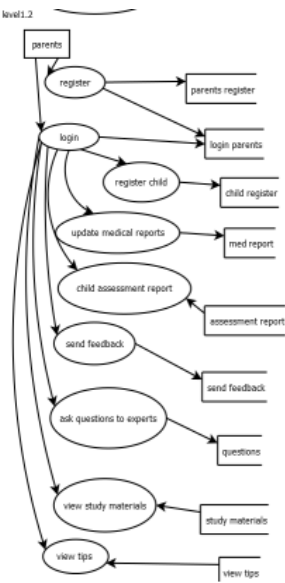 level1.2
parents
register
parents register
login
login parents
register child
child register
update medical reports
med report
child assessment report
assessment report
send feedback
send feedback
ask questions to experts
questions
view study materials
study materials
view tips
view tips